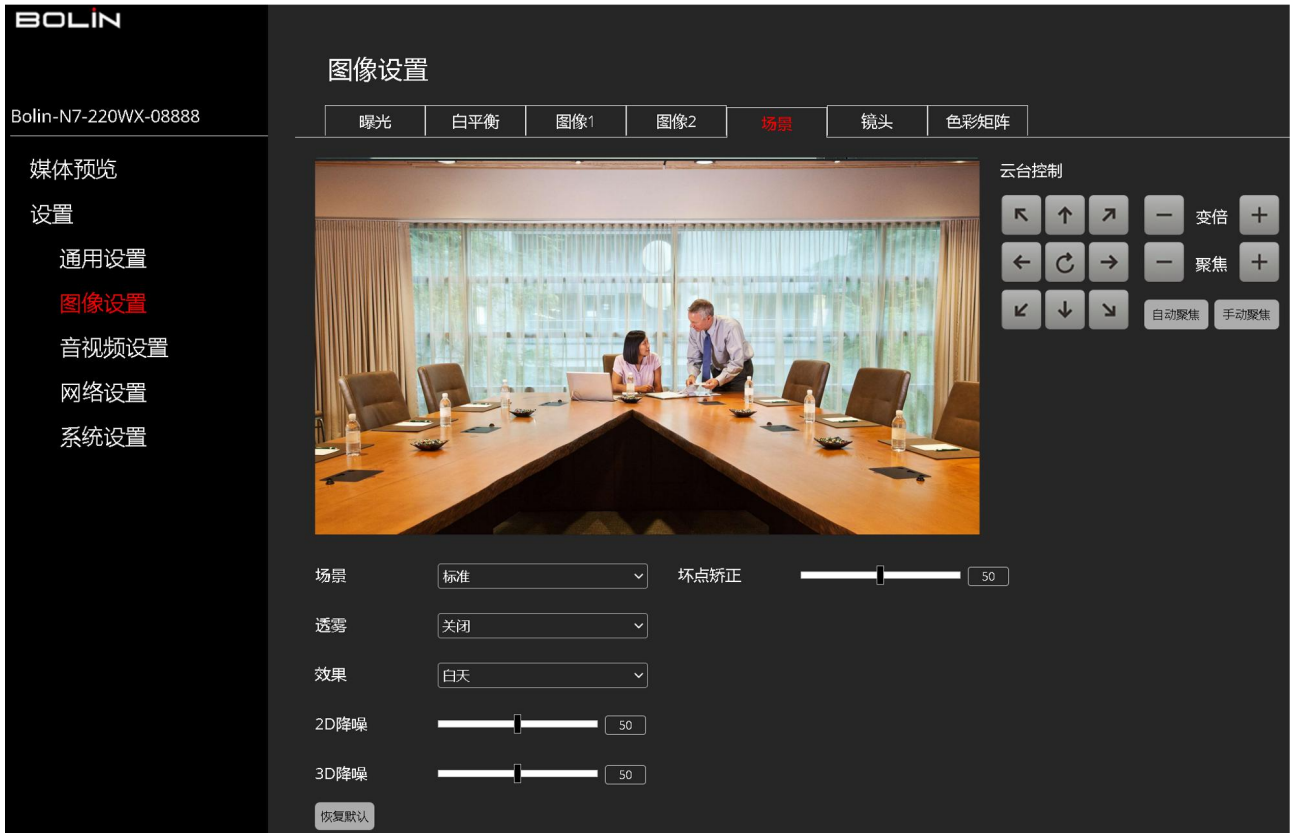 BOLIN
图像设置
Bolin-N7-220WX-08888
曝光 白平衡 图像1 图像2 场景 镜头 色彩矩阵
媒体预览
设置
通用设置
图像设置
音视频设置
网络设置
系统设置
云台控制
变倍
聚焦
自动聚焦 手动聚焦
场景 标准 坏点矫正 50
透雾 关闭
效果 白天
2D降噪 50
3D降噪 50
恢复默认